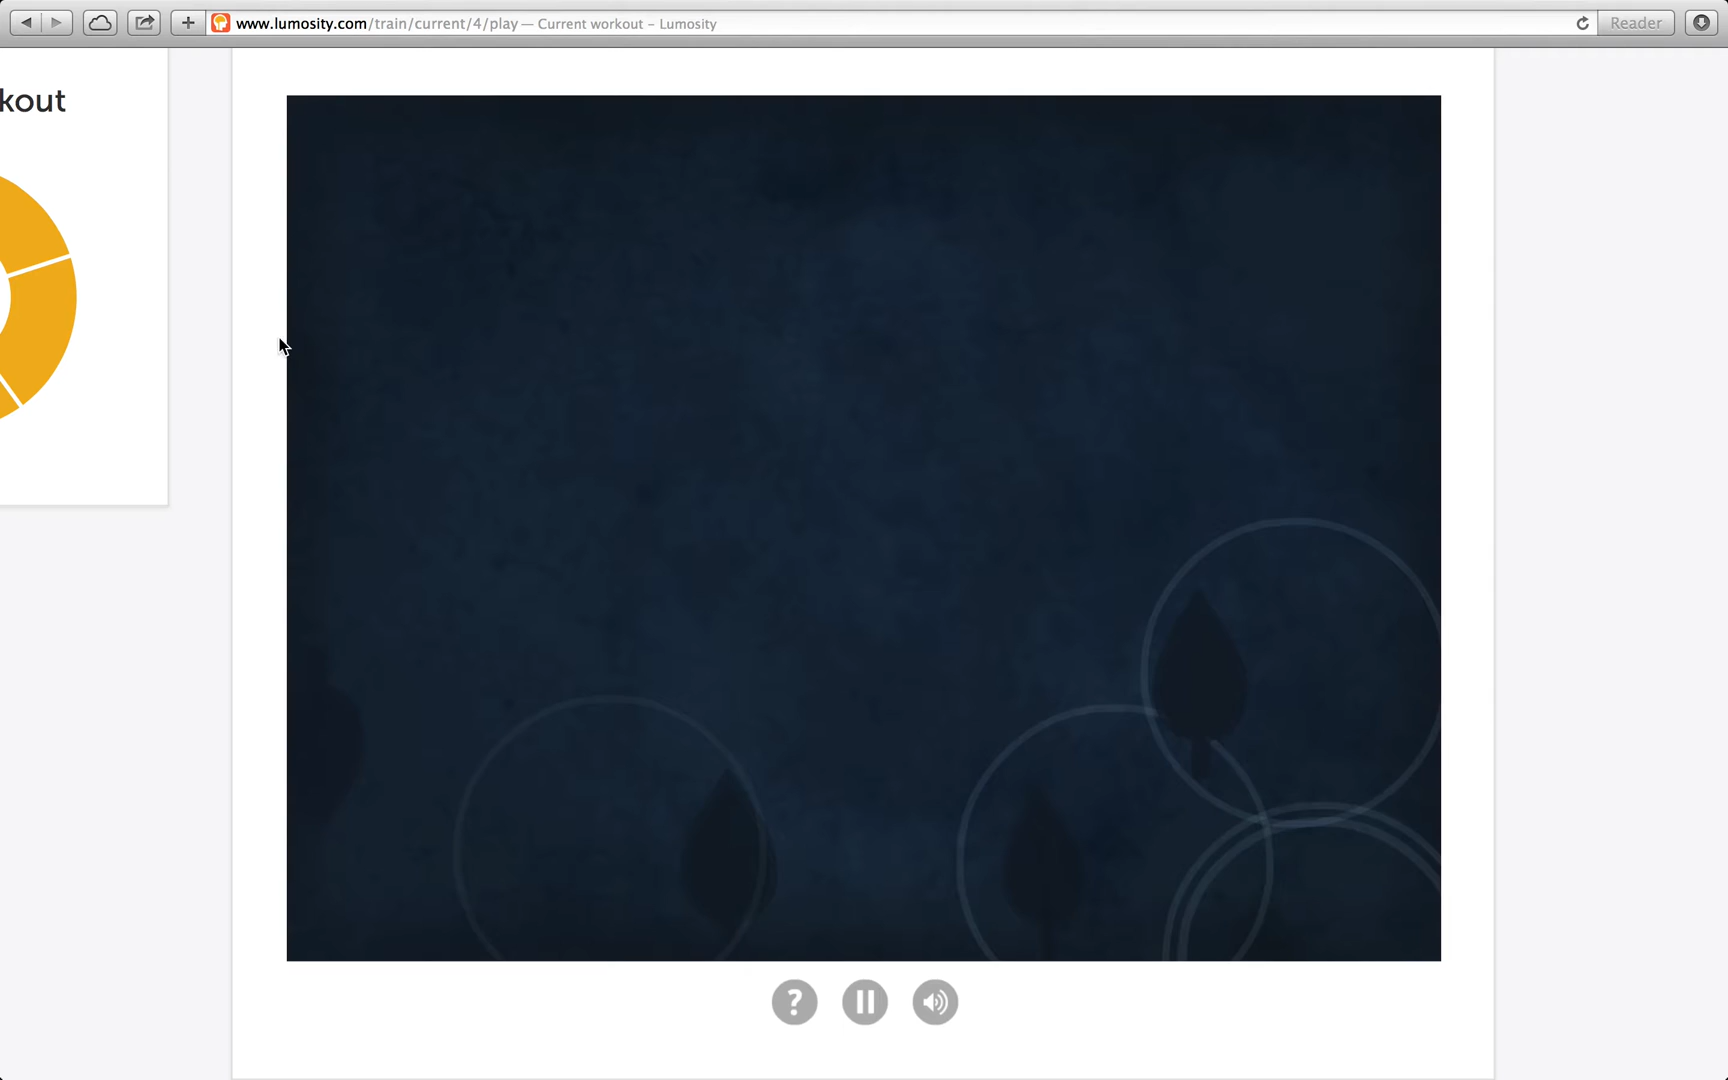 www.lumosity.com/train/current/4/play — Current workout – Lumosity
Reader
kout
?